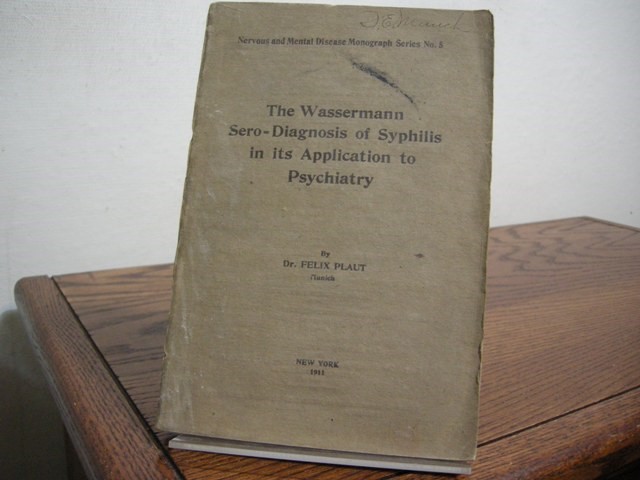 Nervous and Mental Disease Monograph Series No. 5
The Wassermann
Sero-Diagnosis of Syphilis
in its Application to
Psychiatry
By
Dr. FELIX PLAUT
Munich
NEW YORK
1911